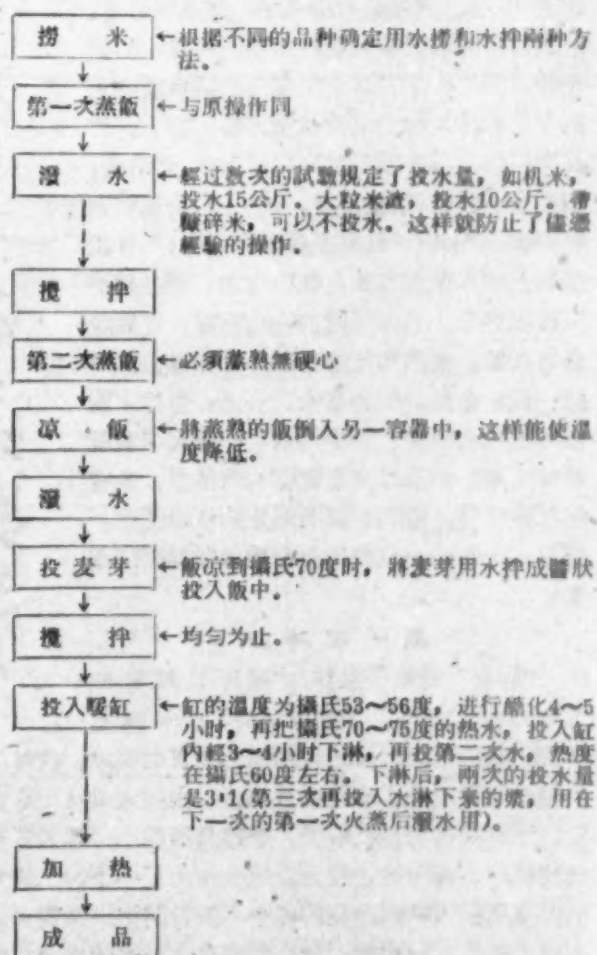 捞 米 ←根据不同的品种确定用水捞和水拌兩种方
法。
第一次蒸飯 ←与原操作同
潑 水 ←經过数次的試驗規定了投水量，如机米，
投水15公斤。大粒米渣，投水10公斤。帶
皺碎米，可以不投水。这样就防止了僅憑
經驗的操作。
攪 拌
第二次蒸飯 ←必須蒸熟無硬心
凉 飯 ←將蒸熟的飯倒入另一容器中，这样能使溫
度降低。
潑 水
投 麦 芽 ←飯凉到攝氏70度时，將麦芽用水拌成醬狀
投入飯中。
攪 拌 ←均匀为止。
投入暖缸 ←缸的溫度为攝氏53～56度，进行醣化4～5
小时，再把攝氏70～75度的热水，投入缸
內經3～4小时下淋，再投第二次水，热度
在攝氏60度左右。下淋后，兩次的投水量
是3:1(第三次再投入水淋下来的漿，用在
下一次的第一次火蒸后潑水用)。
加 热
成 品